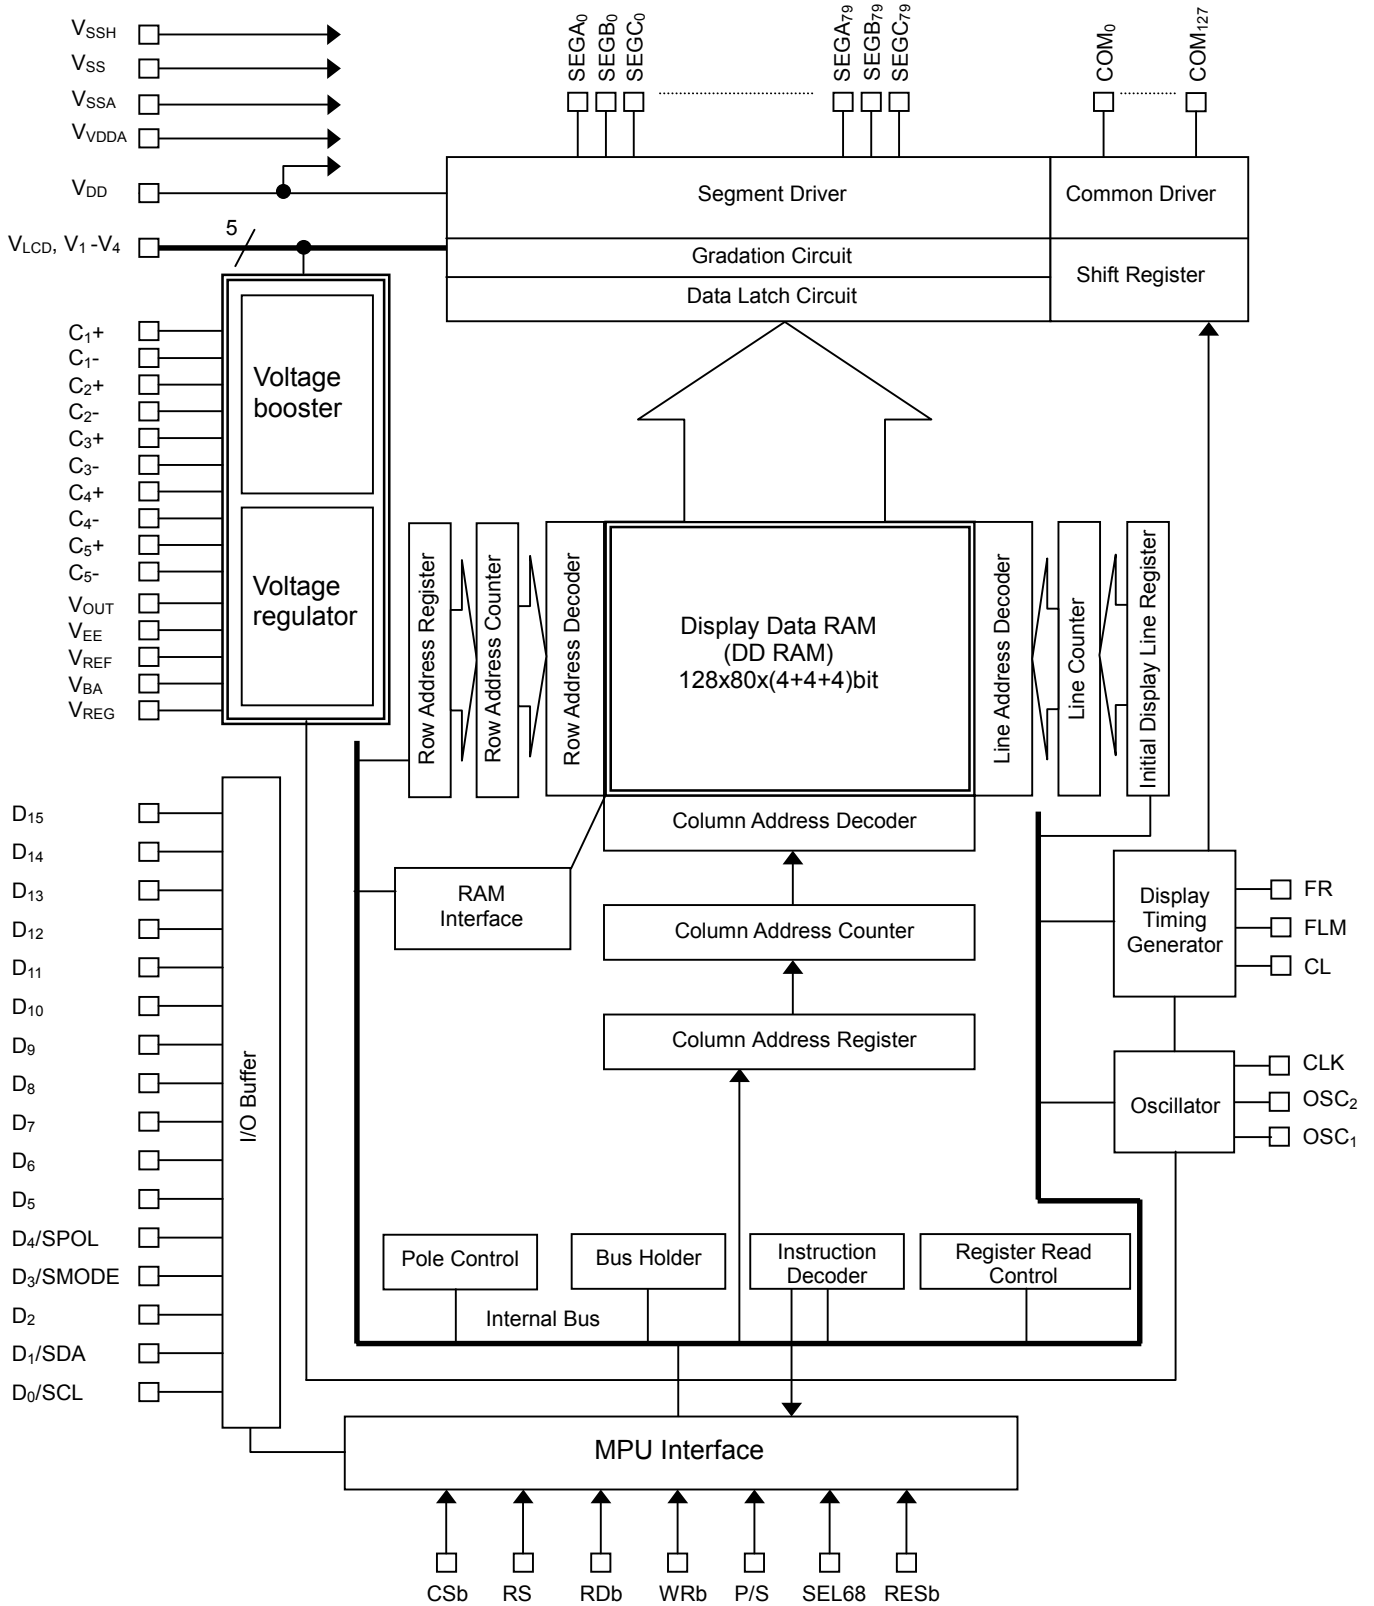 SEGA0
SEGB0
SEGC0
SEGA79
SEGB79
SEGC79
COM0
COM127
VSSH
VSS
VSSA
VVDDA
VDD
VLCD, V1 -V4
5
Segment Driver
Common Driver
Gradation Circuit
Shift Register
Data Latch Circuit
C1+
C1-
C2+
C2-
C3+
C3-
C4+
C4-
C5+
C5-
VOUT
VEE
VREF
VBA
VREG
Voltage
booster
Voltage
regulator
Row Address Register
Row Address Counter
Row Address Decoder
Display Data RAM
(DD RAM)
128x80x(4+4+4)bit
Line Address Decoder
Line Counter
Initial Display Line Register
Column Address Decoder
RAM
Interface
Column Address Counter
Column Address Register
Display
Timing
Generator
FR
FLM
CL
Oscillator
CLK
OSC2
OSC1
D15
D14
D13
D12
D11
D10
D9
D8
D7
D6
D5
D4/SPOL
D3/SMODE
D2
D1/SDA
D0/SCL
I/O Buffer
Pole Control
Bus Holder
Instruction
Decoder
Register Read
Control
Internal Bus
MPU Interface
CSb
RS
RDb
WRb
P/S
SEL68
RESb